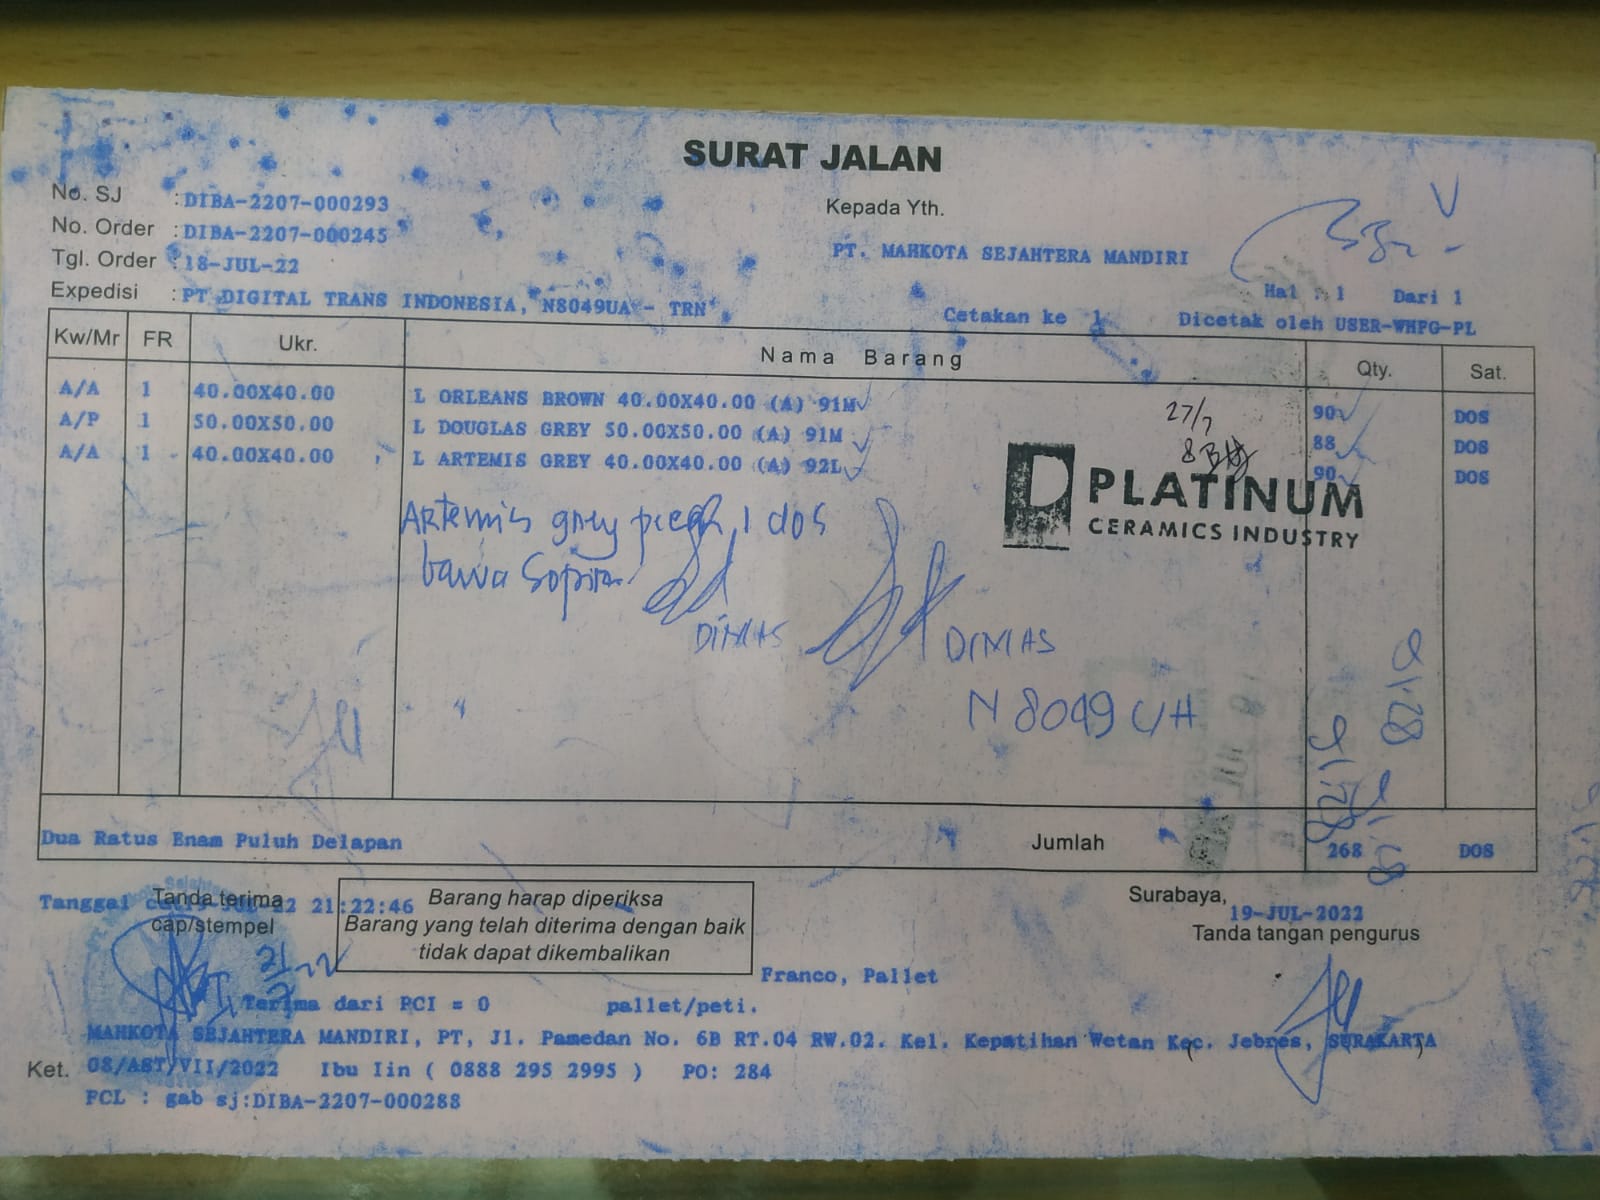 SURAT JALAN
No. SJ : DIBA-2207-000293
No. Order : DIBA-2207-000245
Tgl. Order : 18-JUL-22
Expedisi : PT DIGITAL TRANS INDONESIA, N8049UA - TRN
Kepada Yth.
PT. MAHKOTA SEJAHTERA MANDIRI
Hal : 1 Dari 1
Cetakan ke 1 Dicetak oleh USER-WHFG-PL
Kw/Mr FR Ukr. Nama Barang Qty. Sat.
A/A 1 40.00X40.00 L ORLEANS BROWN 40.00X40.00 (A) 91M 90 DOS
A/P 1 50.00X50.00 L DOUGLAS GREY 50.00X50.00 (A) 91M 88 DOS
A/A 1 40.00X40.00 L ARTEMIS GREY 40.00X40.00 (A) 92L 90 DOS
27/7
PLATINUM
CERAMICS INDUSTRY
Artemis grey pecah 1 dos
bawa Sopir
DIMAS DIMAS
N 8049 UA
Dua Ratus Enam Puluh Delapan Jumlah 268 DOS
Tanggal 22 21:22:46
Tanda terima
cap/stempel
21/7 22
Barang harap diperiksa
Barang yang telah diterima dengan baik
tidak dapat dikembalikan
Surabaya,
19-JUL-2022
Tanda tangan pengurus
Franco, Pallet
Terima dari PCI = 0 pallet/peti.
MAHKOTA SEJAHTERA MANDIRI, PT, Jl. Pamedan No. 6B RT.04 RW.02. Kel. Kepatihan Wetan Kec. Jebres, SURAKARTA
Ket. 08/AST/VII/2022 Ibu Iin ( 0888 295 2995 ) PO: 284
FCL : gab sj:DIBA-2207-000288